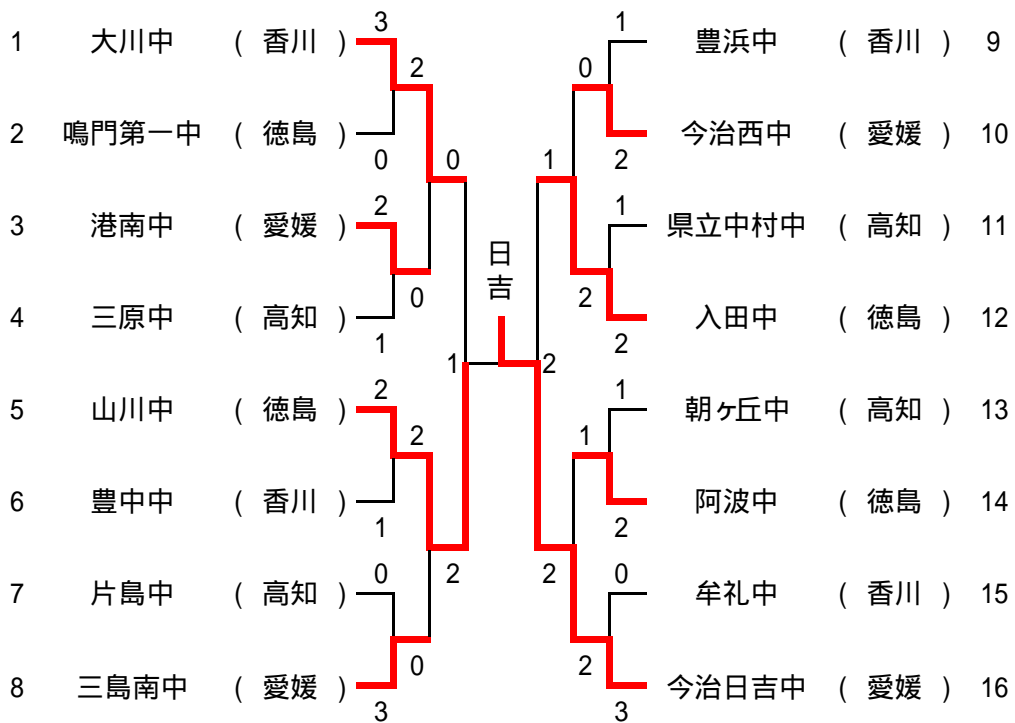 3
1 大川中 ( 香川 )
2
2 鳴門第一中 ( 徳島 )
0
0
2
3 港南中 ( 愛媛 )
0
4 三原中 ( 高知 )
1
1
2
5 山川中 ( 徳島 )
2
6 豊中中 ( 香川 )
1
2
0
7 片島中 ( 高知 )
0
8 三島南中 ( 愛媛 )
3
日吉
1
豊浜中 ( 香川 ) 9
0
今治西中 ( 愛媛 ) 10
1
2
1
県立中村中 ( 高知 ) 11
2
入田中 ( 徳島 ) 12
2
2
1
朝ヶ丘中 ( 高知 ) 13
1
阿波中 ( 徳島 ) 14
2
2
0
牟礼中 ( 香川 ) 15
2
今治日吉中 ( 愛媛 ) 16
3